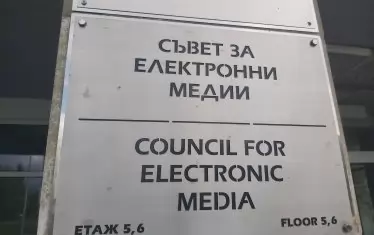 СЪВЕТ ЗА
ЕЛЕКТРОННИ
МЕДИИ
COUNCIL FOR
ELECTRONIC
MEDIA
ЕТАЖ 5,6 FLOOR 5,6